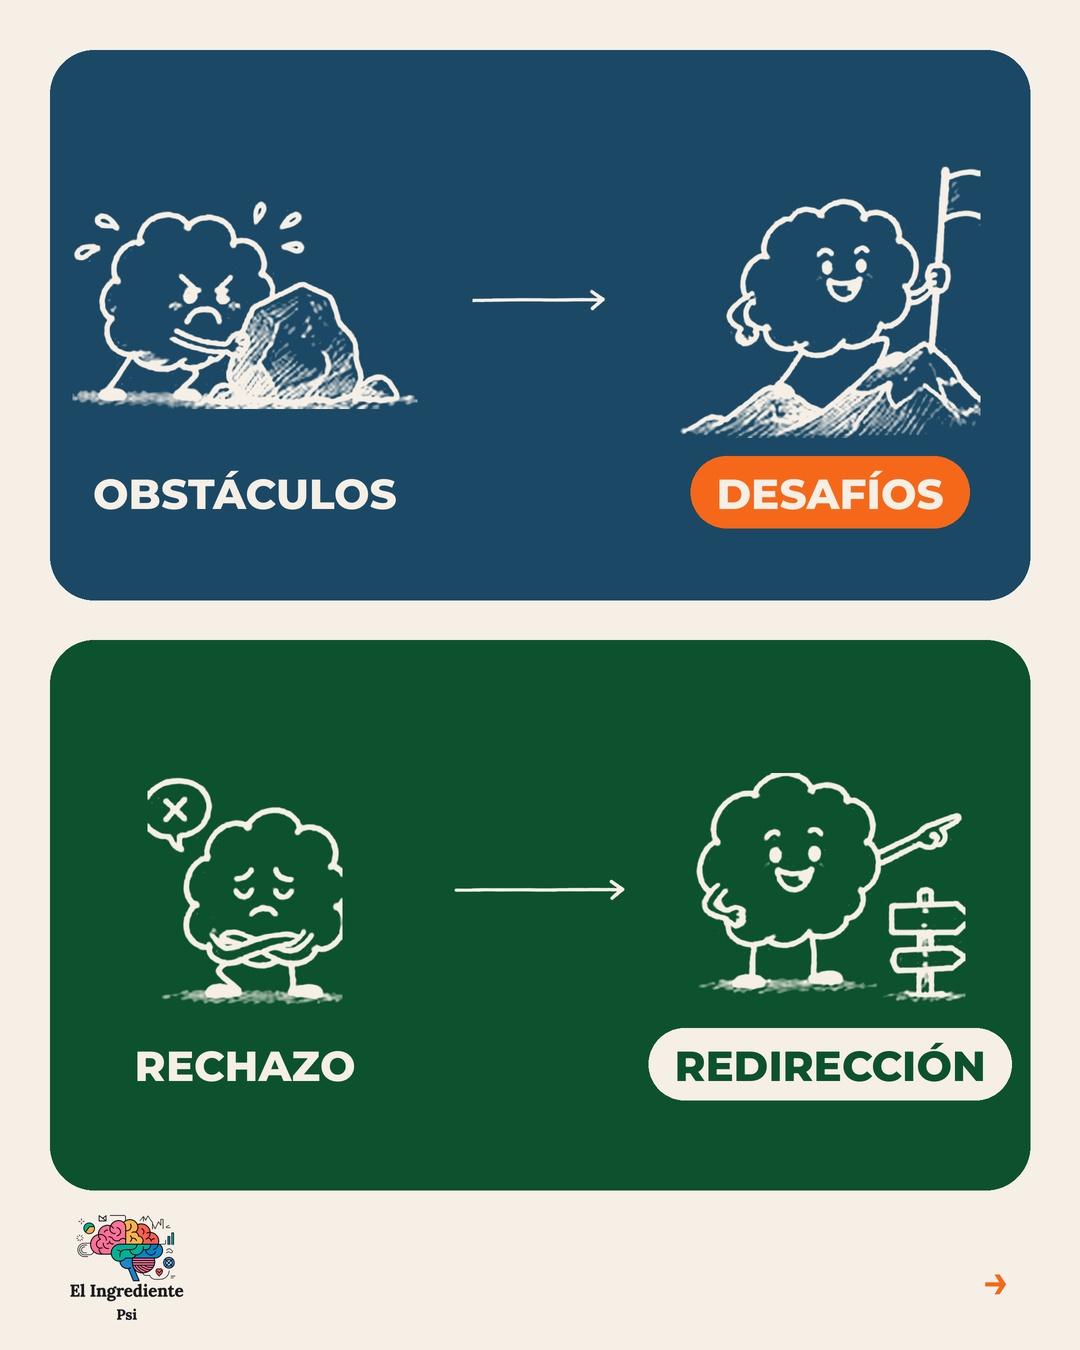 OBSTÁCULOS
DESAFÍOS
RECHAZO
REDIRECCIÓN
El Ingrediente
Psi